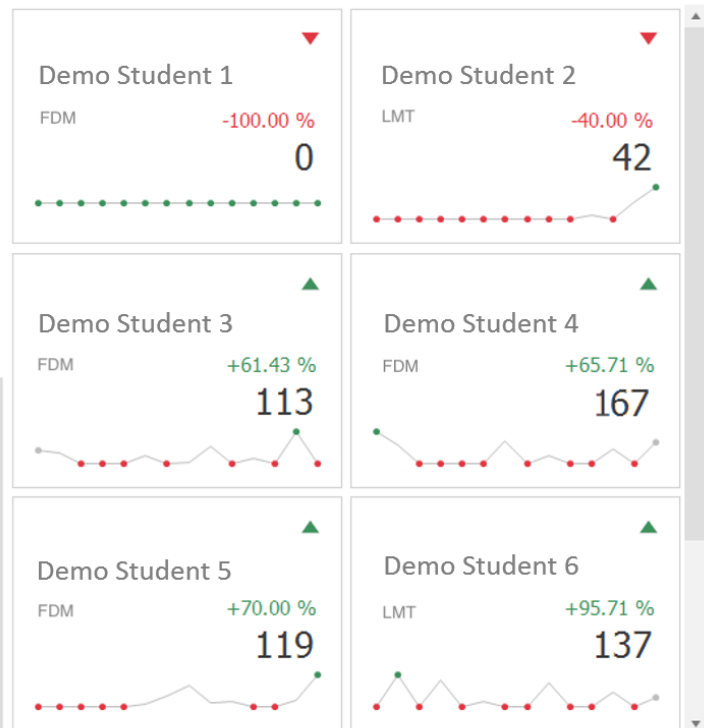 Demo Student 1
FDM
-100.00 %
0
Demo Student 2
LMT
-40.00 %
42
Demo Student 3
FDM
+61.43 %
113
Demo Student 4
FDM
+65.71 %
167
Demo Student 5
FDM
+70.00 %
119
Demo Student 6
LMT
+95.71 %
137